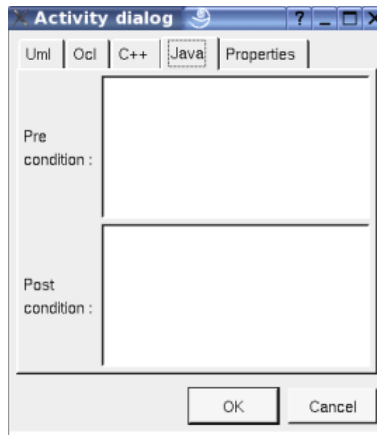 Activity dialog ?
Uml Ocl C++ Java Properties
Pre
condition :
Post
condition :
OK Cancel